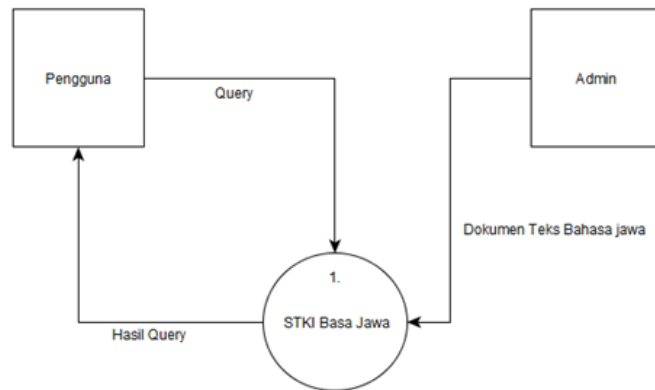 Pengguna
Admin
Query
Dokumen Teks Bahasa jawa
1.
STKI Basa Jawa
Hasil Query